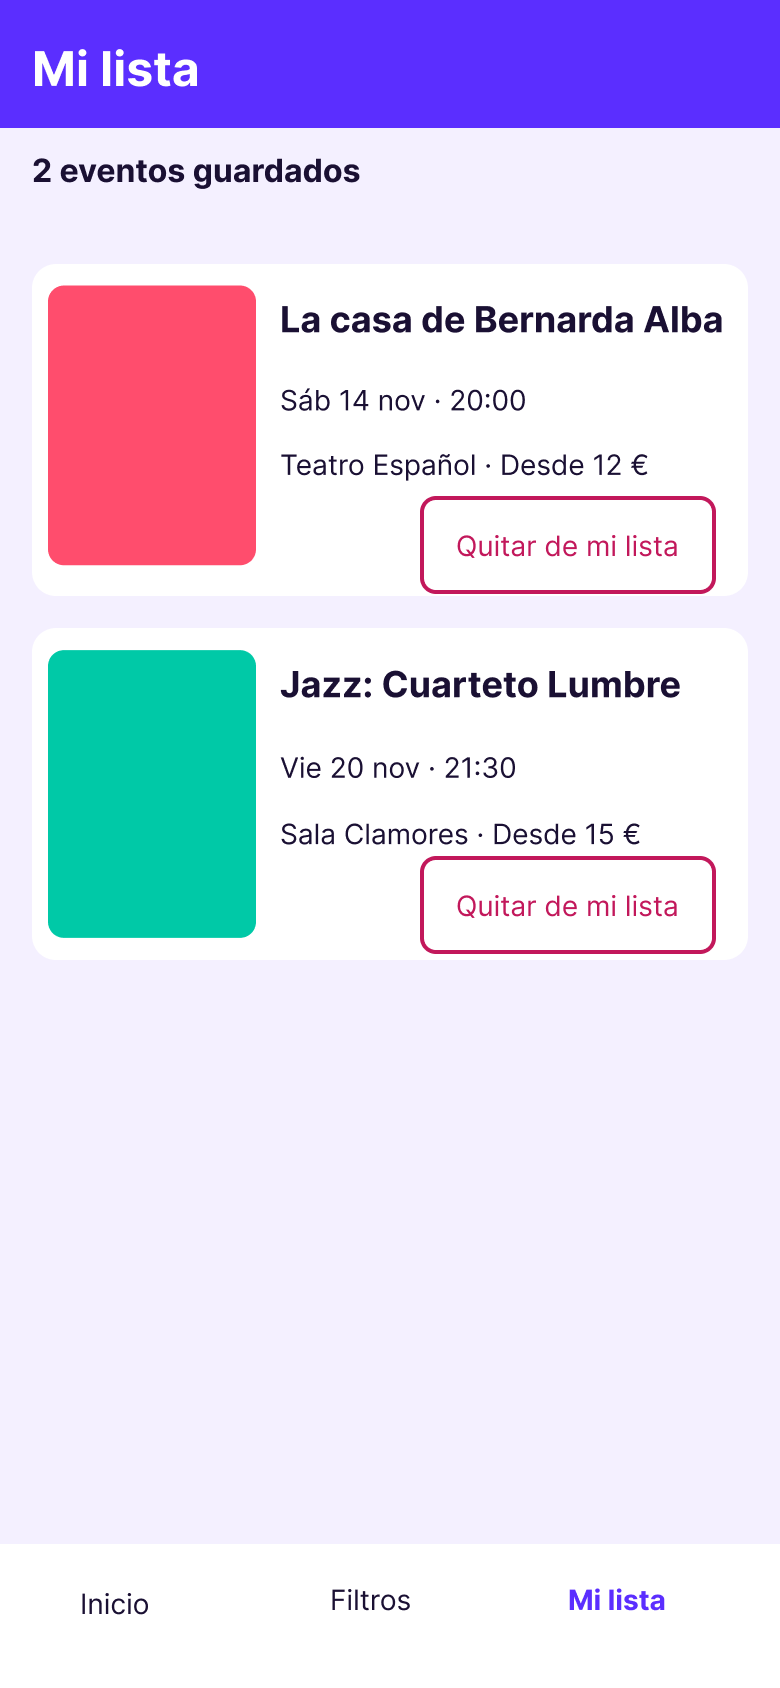 Mi lista
2 eventos guardados
La casa de Bernarda Alba
Sáb 14 nov · 20:00
Teatro Español · Desde 12 €
Quitar de mi lista
Jazz: Cuarteto Lumbre
Vie 20 nov · 21:30
Sala Clamores · Desde 15 €
Quitar de mi lista
Inicio
Filtros
Mi lista